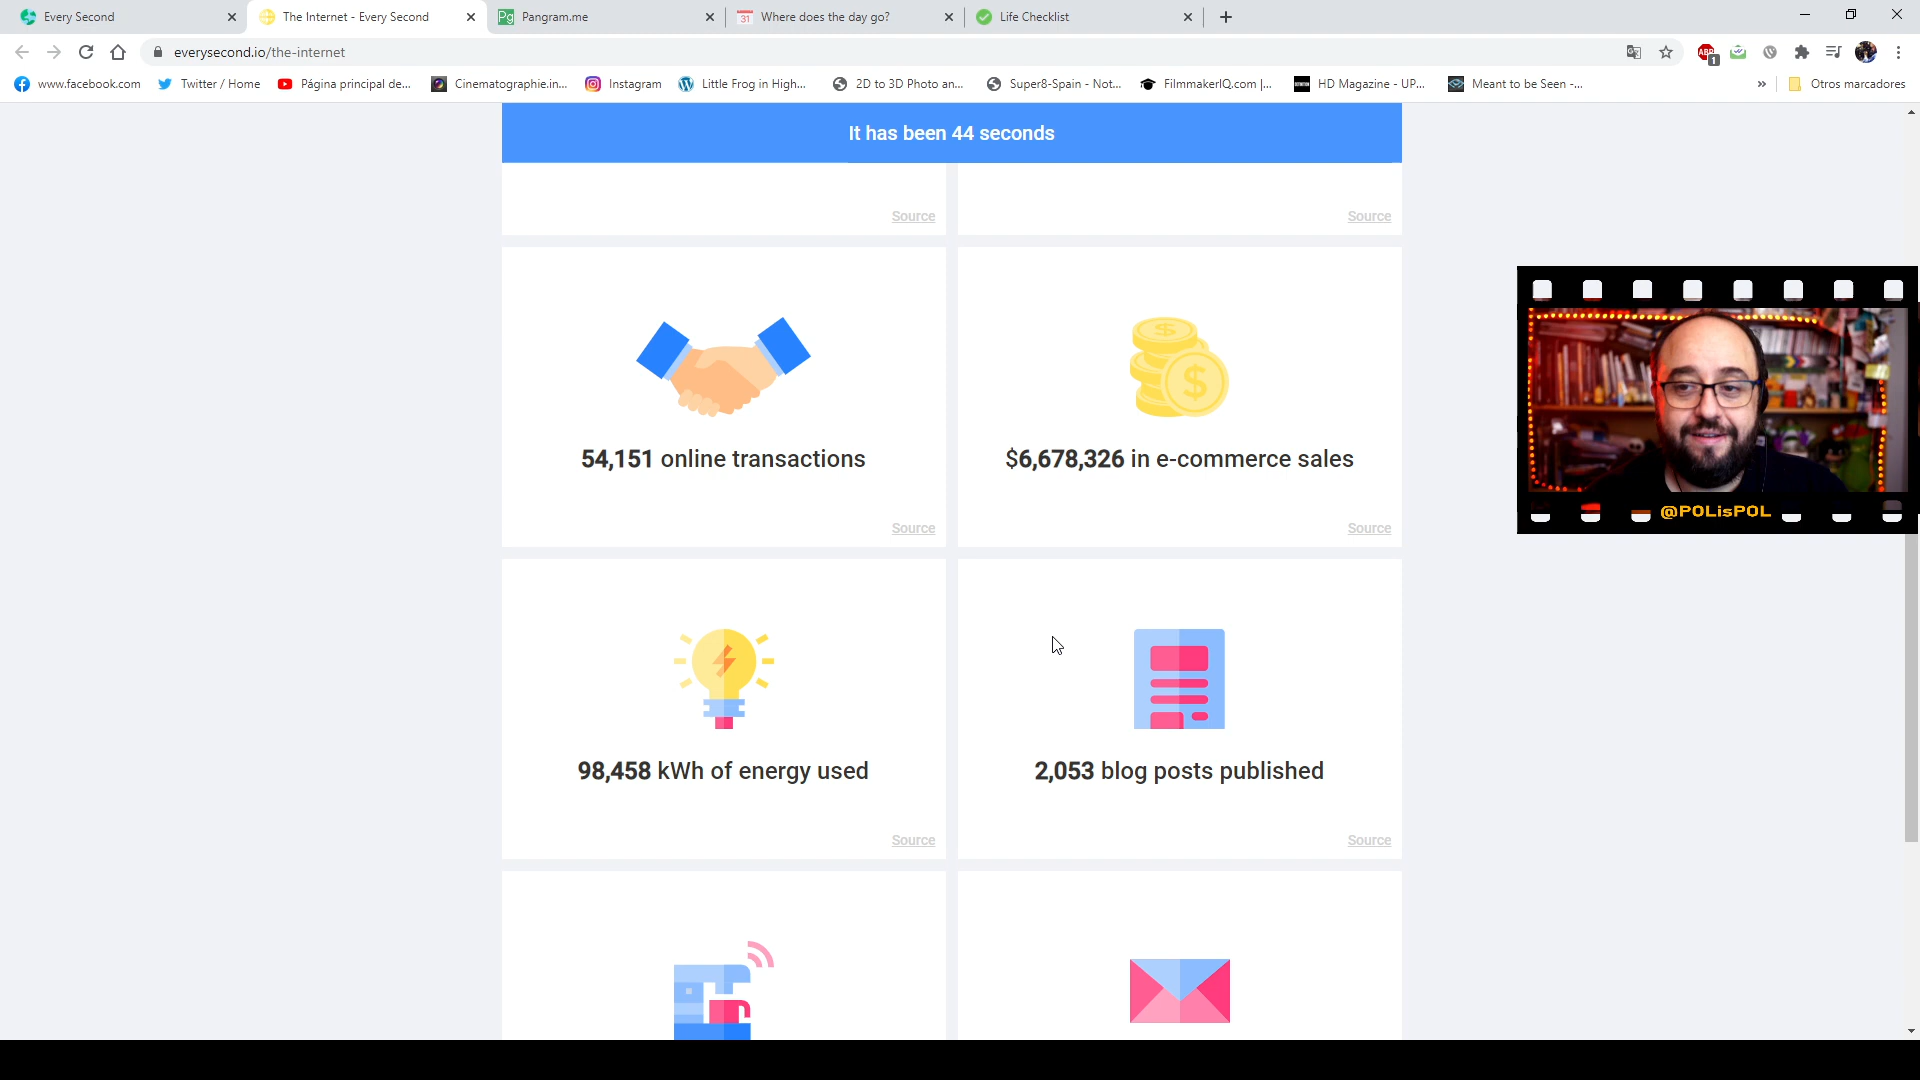 Every Second
The Internet - Every Second
Pangram.me
Where does the day go?
Life Checklist
everysecond.io/the-internet
www.facebook.com
Twitter / Home
Página principal de...
Cinematographie.in...
Instagram
Little Frog in High...
2D to 3D Photo an...
Super8-Spain - Not...
FilmmakerIQ.com |...
HD Magazine - UP...
Meant to be Seen -...
»
Otros marcadores
It has been 44 seconds
Source
Source
54,151 online transactions
$6,678,326 in e-commerce sales
Source
Source
@POLisPOL
98,458 kWh of energy used
2,053 blog posts published
Source
Source